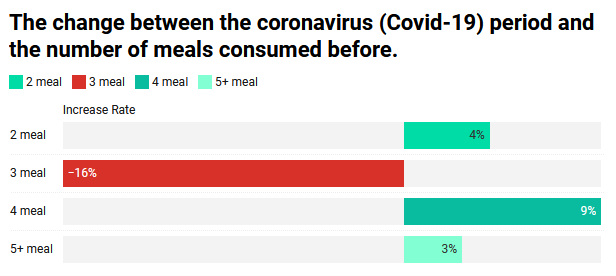 The change between the coronavirus (Covid-19) period and
the number of meals consumed before.
2 meal 3 meal 4 meal 5+ meal
Increase Rate
2 meal 4%
3 meal −16%
4 meal 9%
5+ meal 3%